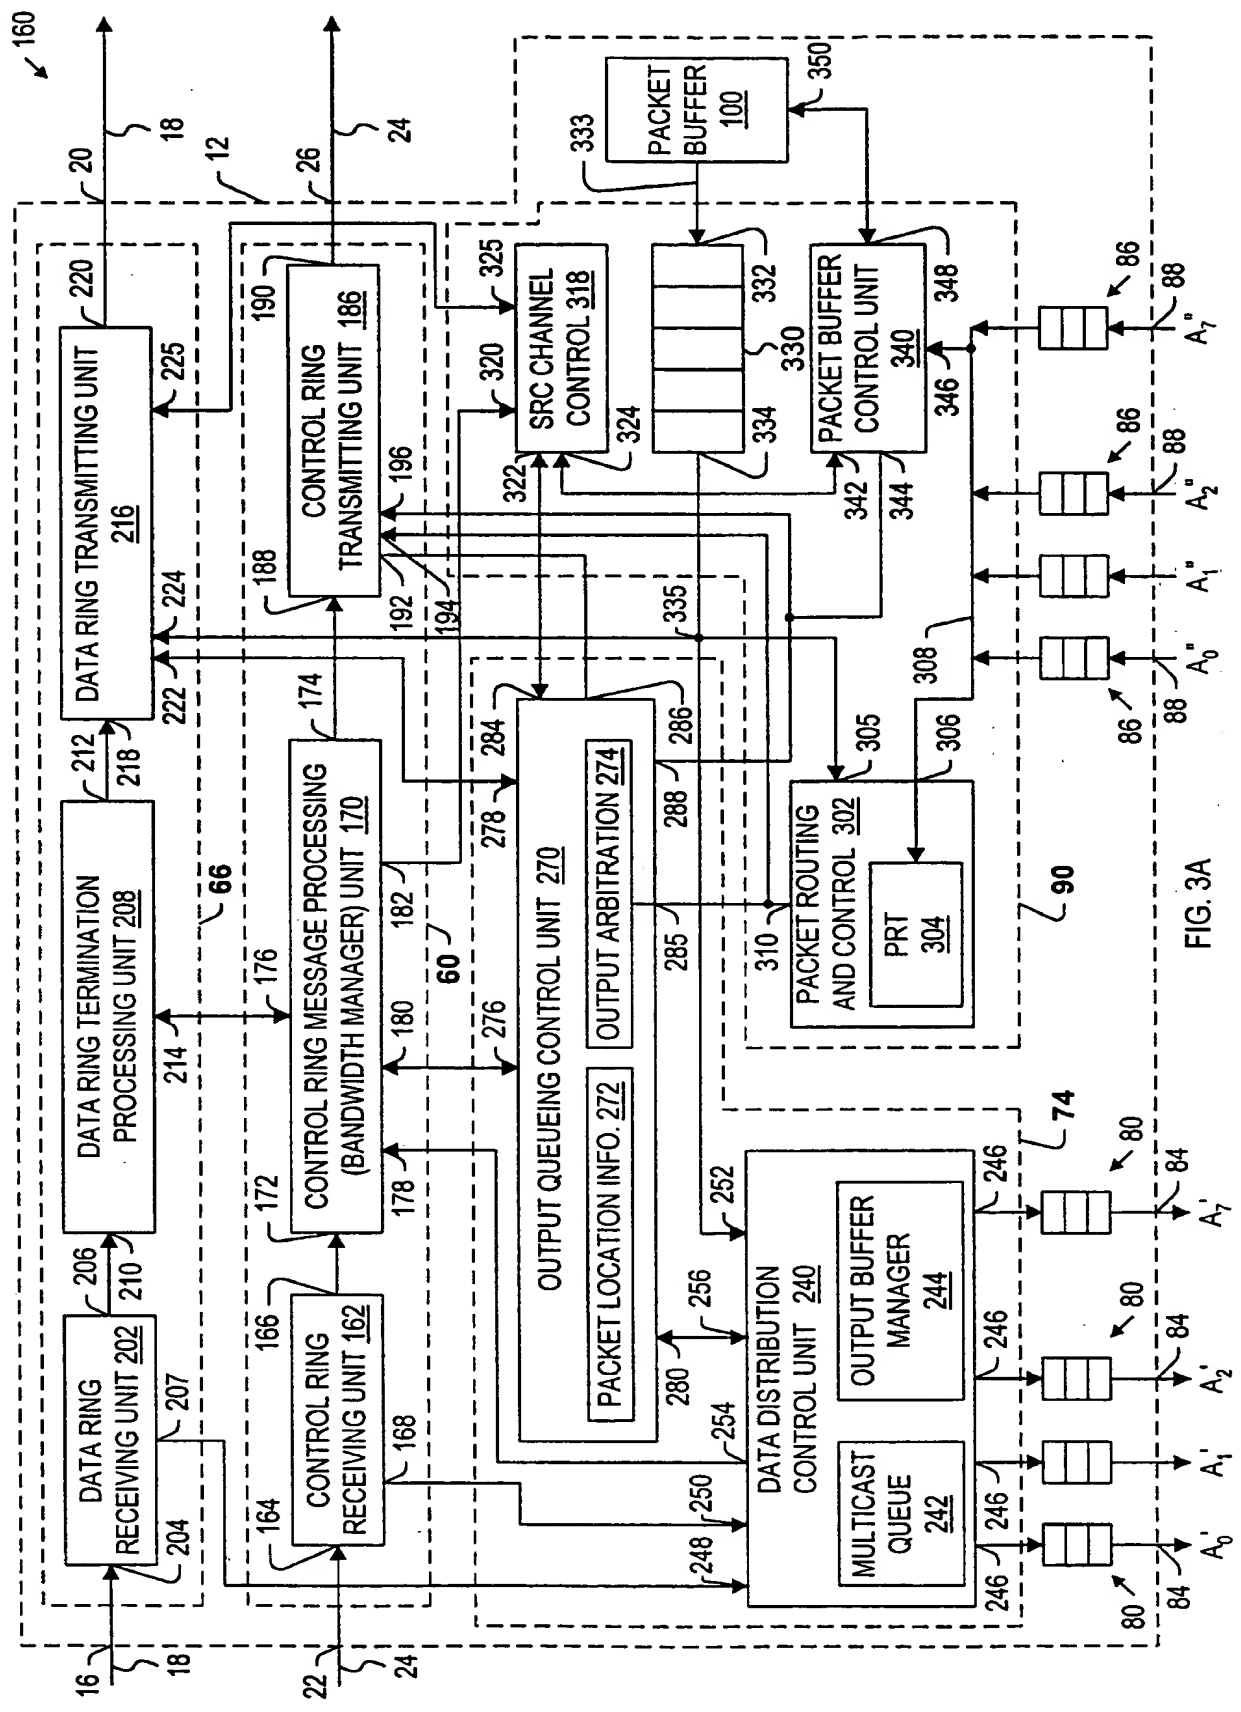 160
16
18
204
DATA RING
RECEIVING UNIT 202
206
207
210
DATA RING TERMINATION
PROCESSING UNIT 208
212
214
218
DATA RING TRANSMITTING UNIT
216
220
222
224
225
20
18
66
12
22
24
164
CONTROL RING
RECEIVING UNIT 162
166
168
172
CONTROL RING MESSAGE PROCESSING
(BANDWIDTH MANAGER) UNIT 170
174
176
178
180
182
188
CONTROL RING
TRANSMITTING UNIT 186
190
192
194
196
26
24
60
OUTPUT QUEUEING CONTROL UNIT 270
PACKET LOCATION INFO. 272
OUTPUT ARBITRATION 274
276
278
280
284
285
286
288
SRC CHANNEL
CONTROL 318
320
322
324
325
330
332
333
334
335
PACKET
BUFFER
100
350
PACKET BUFFER
CONTROL UNIT
340
342
344
346
348
PACKET ROUTING
AND CONTROL 302
PRT
304
305
306
308
310
90
DATA DISTRIBUTION
CONTROL UNIT 240
MULTICAST
QUEUE
242
OUTPUT BUFFER
MANAGER
244
248
250
252
254
256
246
246
246
246
74
80
80
80
84
84
84
A0'
A1'
A2'
A7'
86
86
86
88
88
88
A0"
A1"
A2"
A7"
FIG. 3A